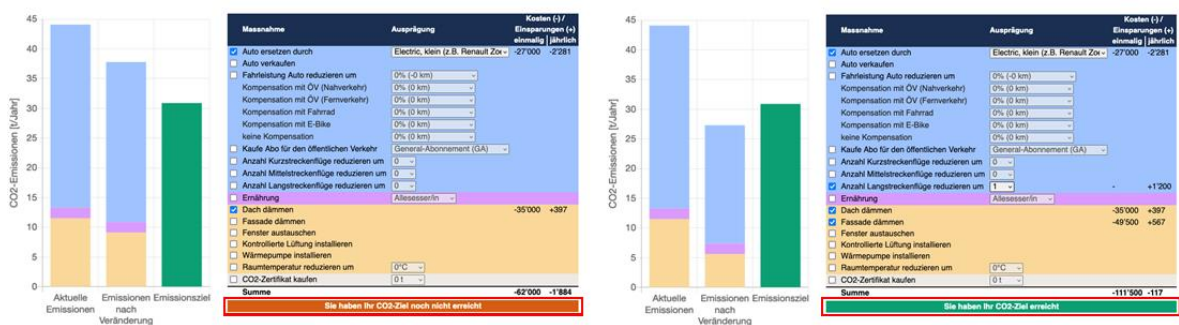 45
40
35
30
25
20
15
10
5
0
CO2-Emissionen [t/Jahr]
Aktuelle Emissionen
Emissionen nach Veränderung
Emissionsziel
Massnahme Ausprägung Kosten (-) / Einsparungen (+)
einmalig | jährlich
Auto ersetzen durch Electric, klein (z.B. Renault Zoe -27'000 -2'281
Auto verkaufen
Fahrleistung Auto reduzieren um 0% (-0 km)
Kompensation mit ÖV (Nahverkehr) 0% (0 km)
Kompensation mit ÖV (Fernverkehr) 0% (0 km)
Kompensation mit Fahrrad 0% (0 km)
Kompensation mit E-Bike 0% (0 km)
keine Kompensation 0% (0 km)
Kaufe Abo für den öffentlichen Verkehr General-Abonnement (GA)
Anzahl Kurzstreckenflüge reduzieren um 0
Anzahl Mittelstreckenflüge reduzieren um 0
Anzahl Langstreckenflüge reduzieren um 0
Ernährung Allesesser/in
Dach dämmen -35'000 +397
Fassade dämmen
Fenster austauschen
Kontrollierte Lüftung installieren
Wärmepumpe installieren
Raumtemperatur reduzieren um 0°C
CO2-Zertifikat kaufen 0 t
Summe -62'000 -1'884
Sie haben Ihr CO2-Ziel noch nicht erreicht
45
40
35
30
25
20
15
10
5
0
CO2-Emissionen [t/Jahr]
Aktuelle Emissionen
Emissionen nach Veränderung
Emissionsziel
Massnahme Ausprägung Kosten (-) / Einsparungen (+)
einmalig | jährlich
Auto ersetzen durch Electric, klein (z.B. Renault Zoe -27'000 -2'281
Auto verkaufen
Fahrleistung Auto reduzieren um 0% (-0 km)
Kompensation mit ÖV (Nahverkehr) 0% (0 km)
Kompensation mit ÖV (Fernverkehr) 0% (0 km)
Kompensation mit Fahrrad 0% (0 km)
Kompensation mit E-Bike 0% (0 km)
keine Kompensation 0% (0 km)
Kaufe Abo für den öffentlichen Verkehr General-Abonnement (GA)
Anzahl Kurzstreckenflüge reduzieren um 0
Anzahl Mittelstreckenflüge reduzieren um 0
Anzahl Langstreckenflüge reduzieren um 1 - +1'200
Ernährung Allesesser/in
Dach dämmen -35'000 +397
Fassade dämmen -49'500 +567
Fenster austauschen
Kontrollierte Lüftung installieren
Wärmepumpe installieren
Raumtemperatur reduzieren um 0°C
CO2-Zertifikat kaufen 0 t
Summe -111'500 -117
Sie haben Ihr CO2-Ziel erreicht